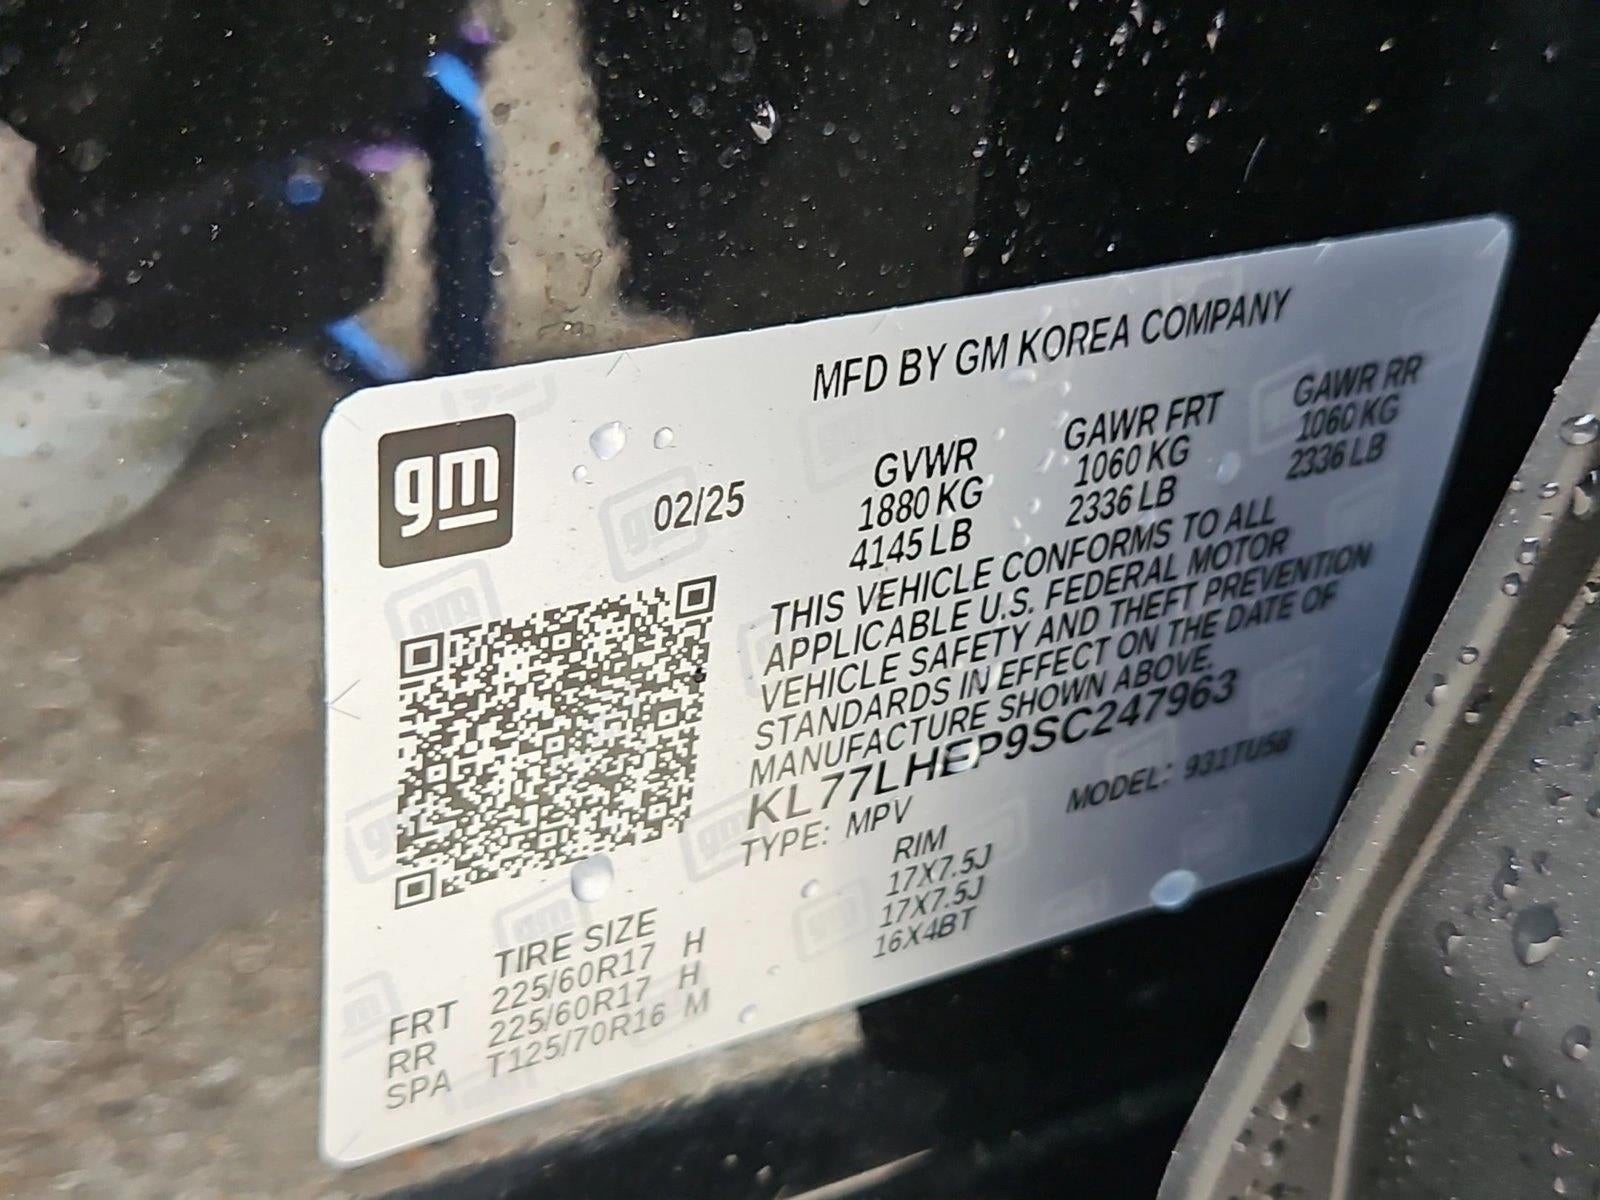 MFD BY GM KOREA COMPANY
gm
02/25
GVWR GAWR FRT GAWR RR
1880 KG 1060 KG 1060 KG
4145 LB 2336 LB 2336 LB
THIS VEHICLE CONFORMS TO ALL
APPLICABLE U.S. FEDERAL MOTOR
VEHICLE SAFETY AND THEFT PREVENTION
STANDARDS IN EFFECT ON THE DATE OF
MANUFACTURE SHOWN ABOVE.
KL77LHEP9SC247963
TYPE: MPV MODEL: 931TU58
TIRE SIZE RIM
FRT 225/60R17 H 17X7.5J
RR 225/60R17 H 17X7.5J
SPA T125/70R16 M 16X4BT